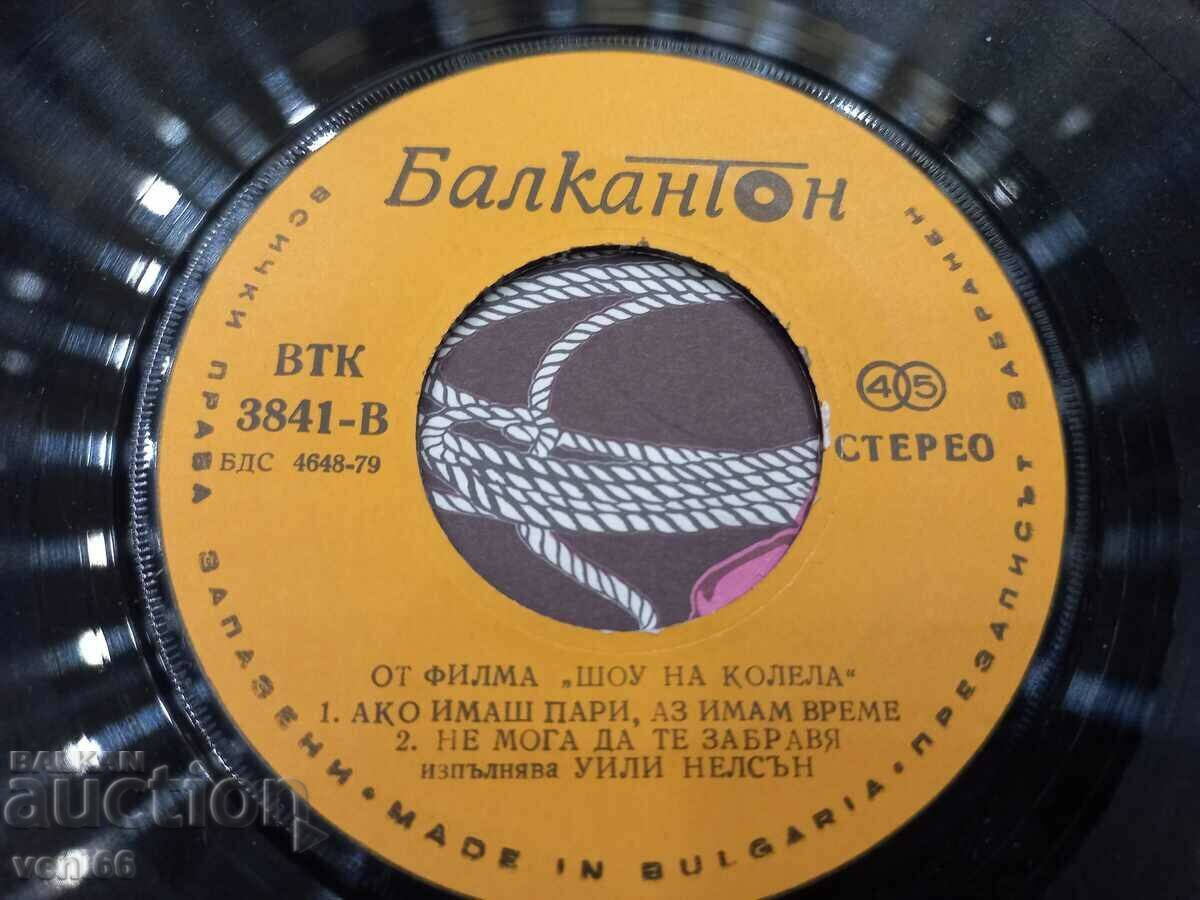 Балкантон
ВТК
3841-В
БДС 4648-79
45
СТЕРЕО
ОТ ФИЛМА „ШОУ НА КОЛЕЛА“
1. АКО ИМАШ ПАРИ, АЗ ИМАМ ВРЕМЕ
2. НЕ МОГА ДА ТЕ ЗАБРАВЯ
изпълнява УИЛИ НЕЛСЪН
ВСИЧКИ ПРАВА ЗАПАЗЕНИ • MADE IN BULGARIA • ПРЕЗАПИСЪТ ЗАБРАНЕН
BALKAN
auction
veni66